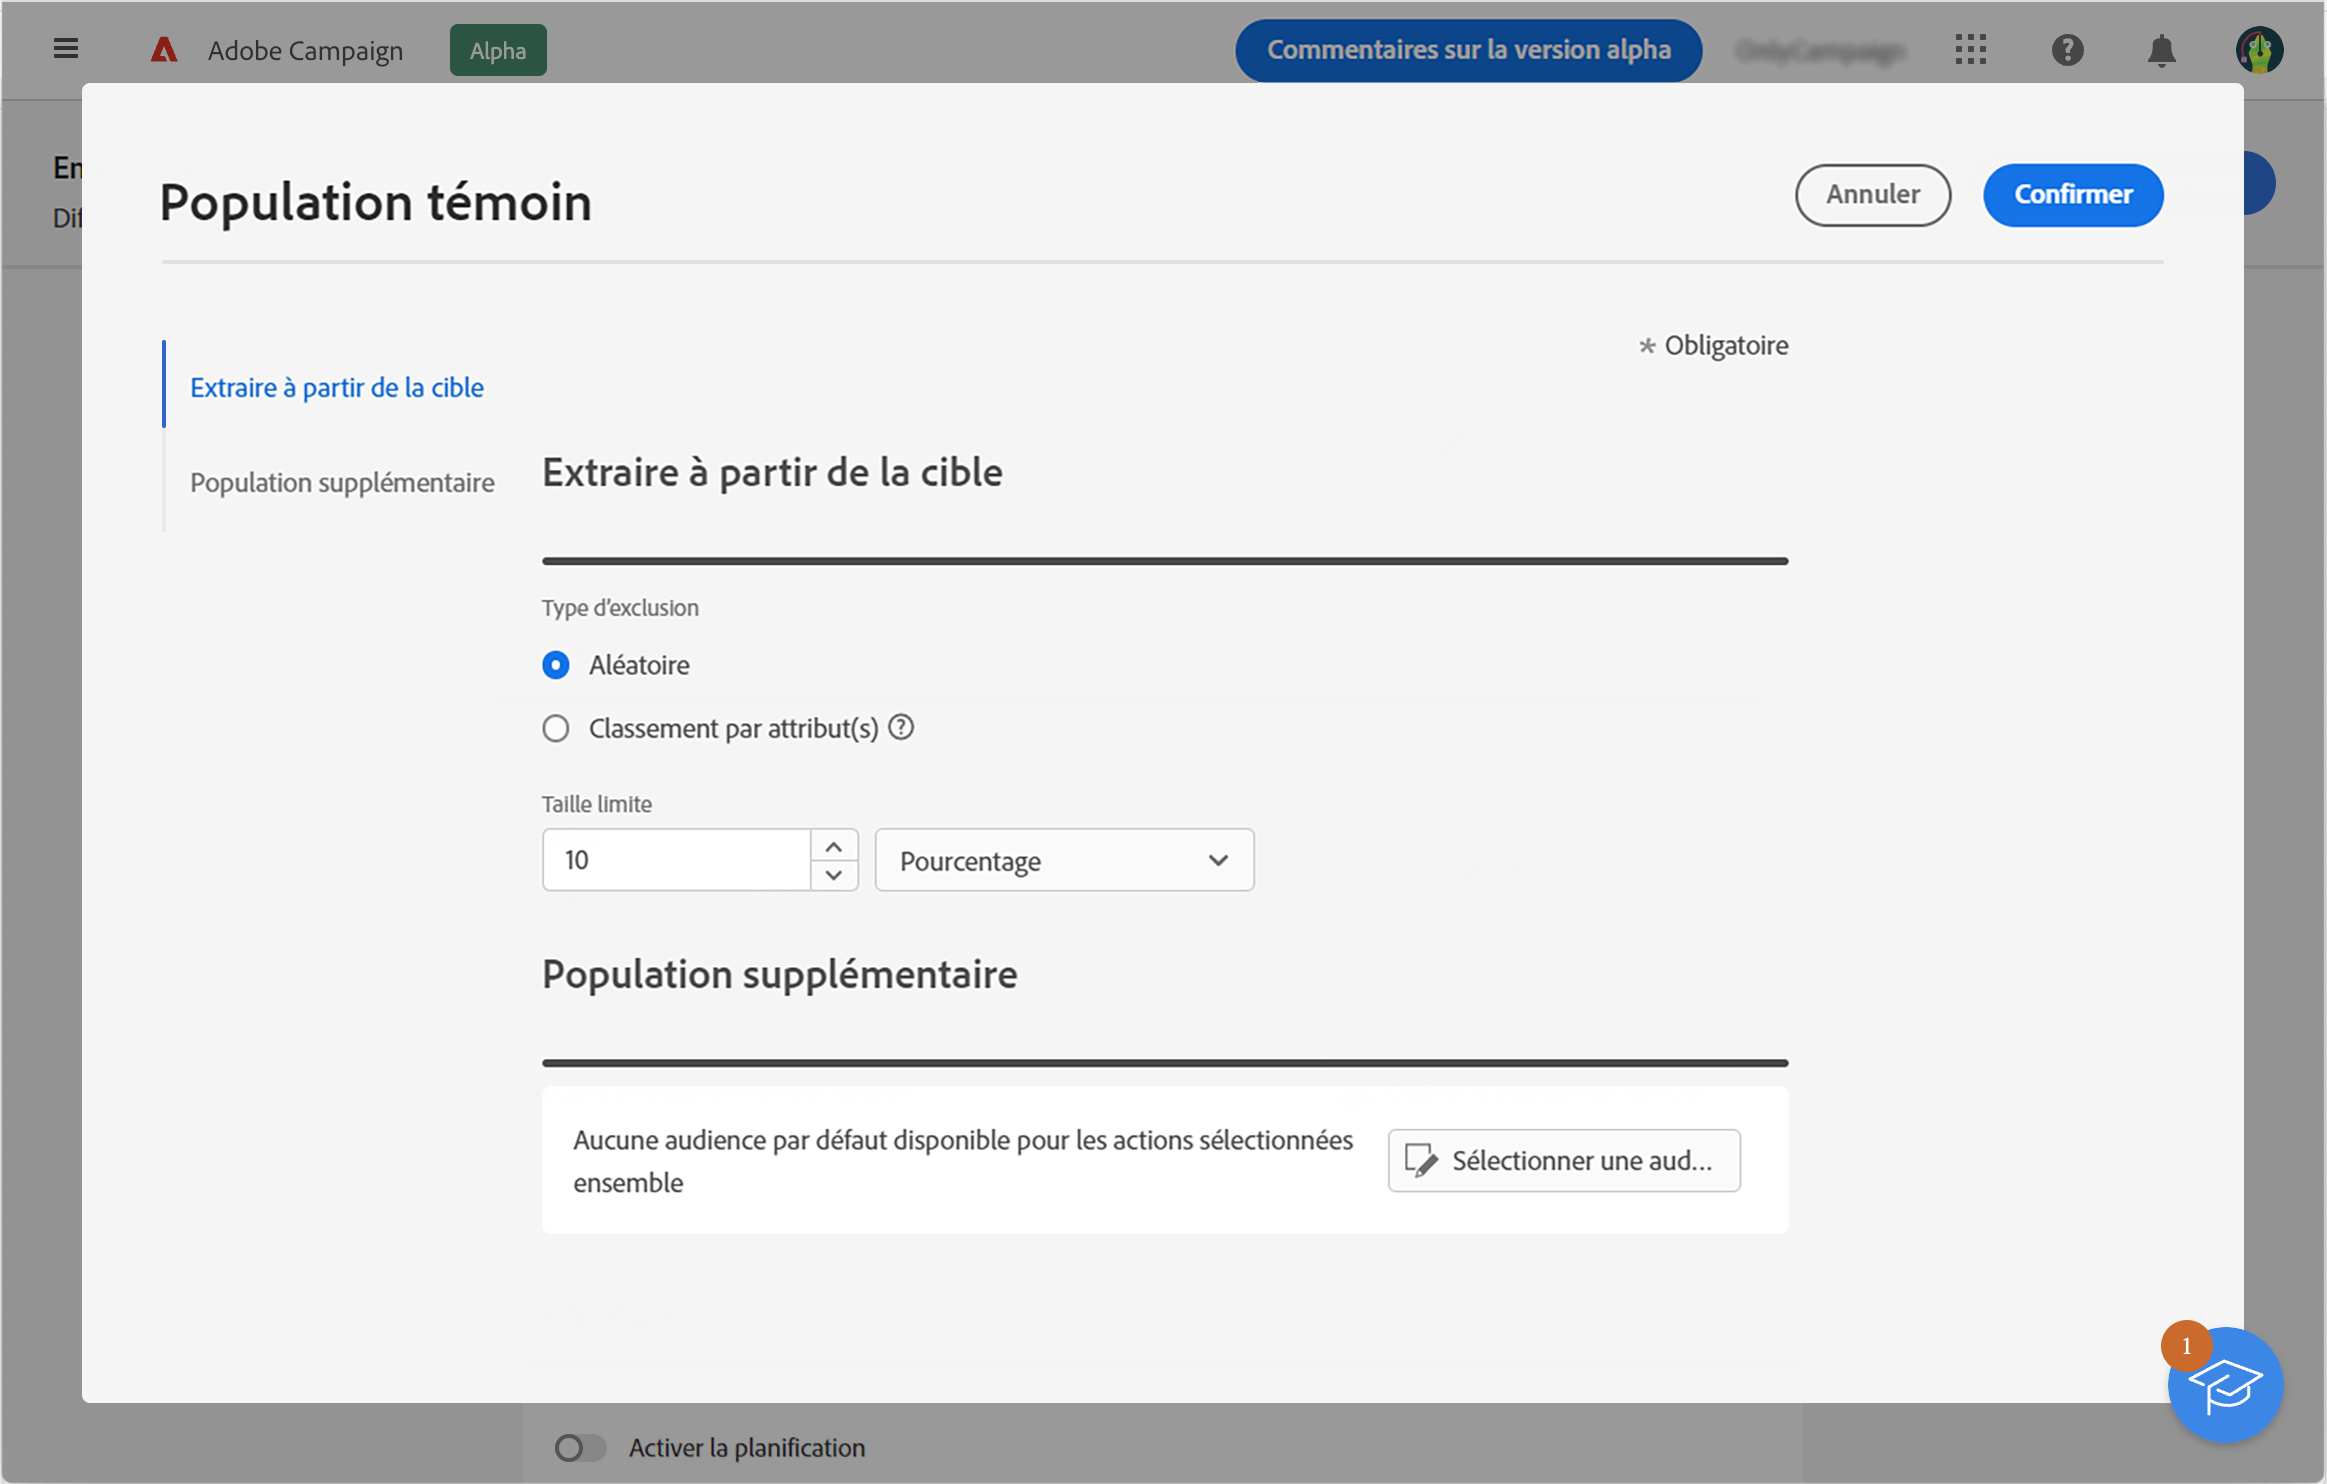 Adobe Campaign
Alpha
Commentaires sur la version alpha
En
Dif
Population témoin
Annuler
Confirmer
* Obligatoire
Extraire à partir de la cible
Population supplémentaire
Extraire à partir de la cible
Type d'exclusion
Aléatoire
Classement par attribut(s)
Taille limite
10
Pourcentage
Population supplémentaire
Aucune audience par défaut disponible pour les actions sélectionnées
ensemble
Sélectionner une aud...
1
Activer la planification